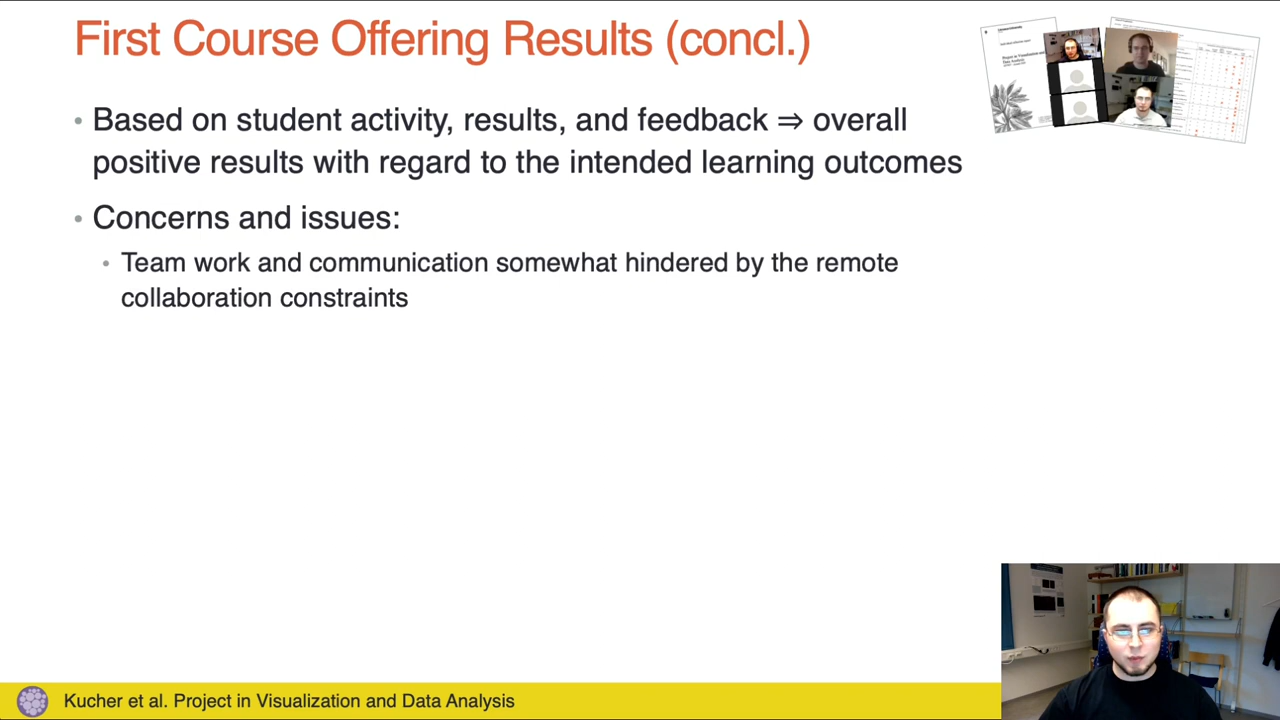 First Course Offering Results (concl.)
• Based on student activity, results, and feedback ⇒ overall
positive results with regard to the intended learning outcomes
• Concerns and issues:
• Team work and communication somewhat hindered by the remote
collaboration constraints
Kucher et al. Project in Visualization and Data Analysis